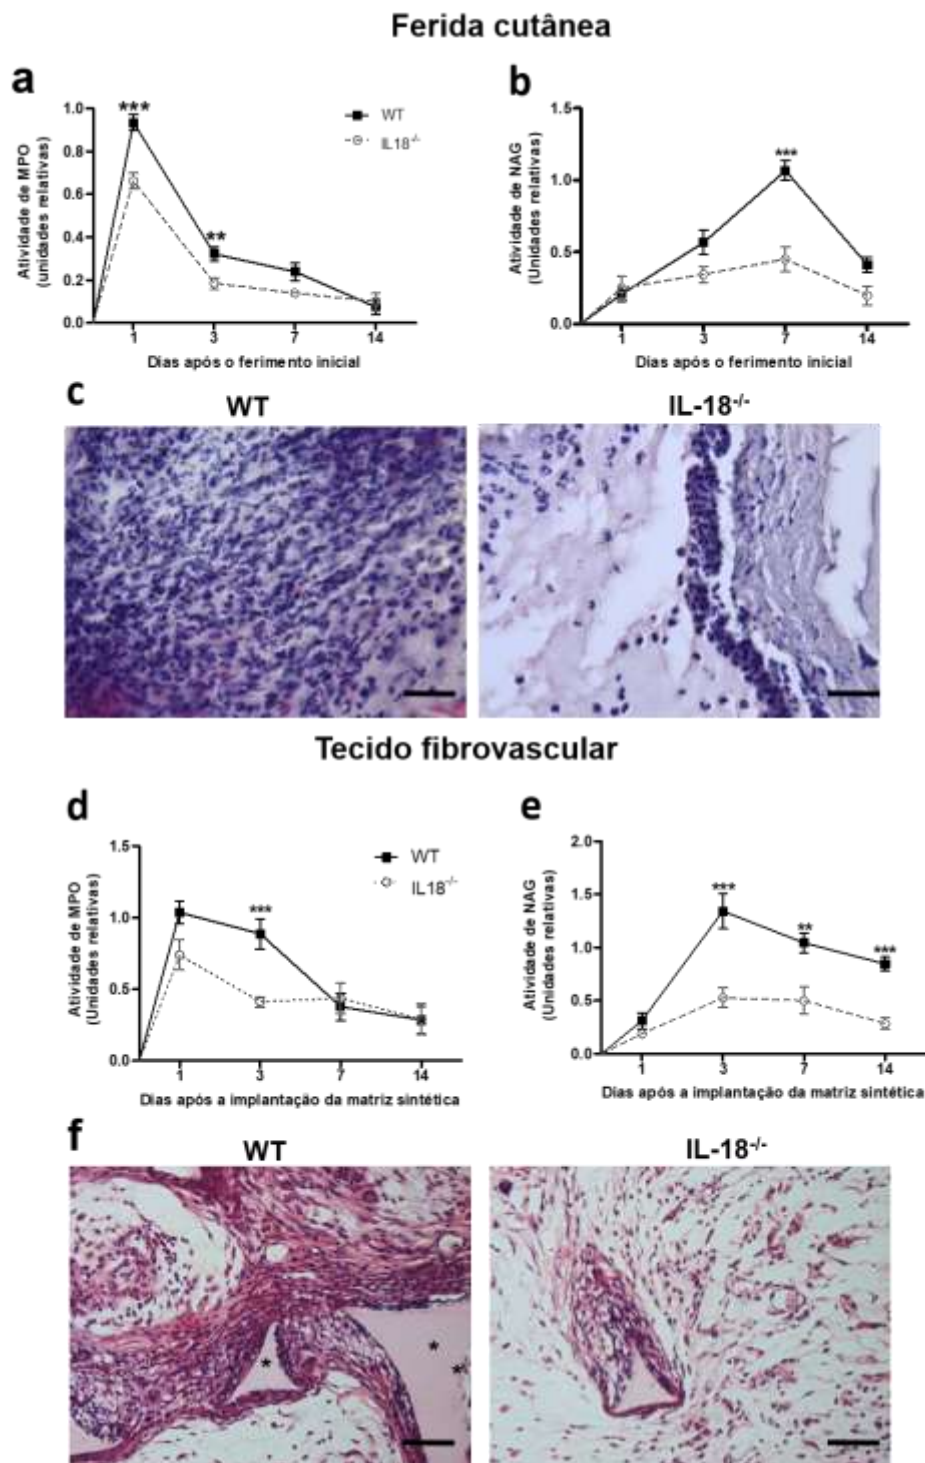 Ferida cutânea
a
Atividade de MPO
(unidades relativas)
1.0
0.8
0.6
0.4
0.2
0.0
***
**
WT
IL18-/-
1 3 7 14
Dias após o ferimento inicial
b
Atividade de NAG
(Unidades relativas)
1.5
1.0
0.5
0.0
***
1 3 7 14
Dias após o ferimento inicial
c
WT
IL-18-/-
Tecido fibrovascular
d
Atividade de MPO
(Unidades relativas)
1.5
1.0
0.5
0.0
***
WT
IL18-/-
1 3 7 14
Dias após a implantação da matriz sintética
e
Atividade de NAG
(Unidades relativas)
2.0
1.5
1.0
0.5
0.0
***
**
***
1 3 7 14
Dias após a implantação da matriz sintética
f
WT
IL-18-/-
*
*
*